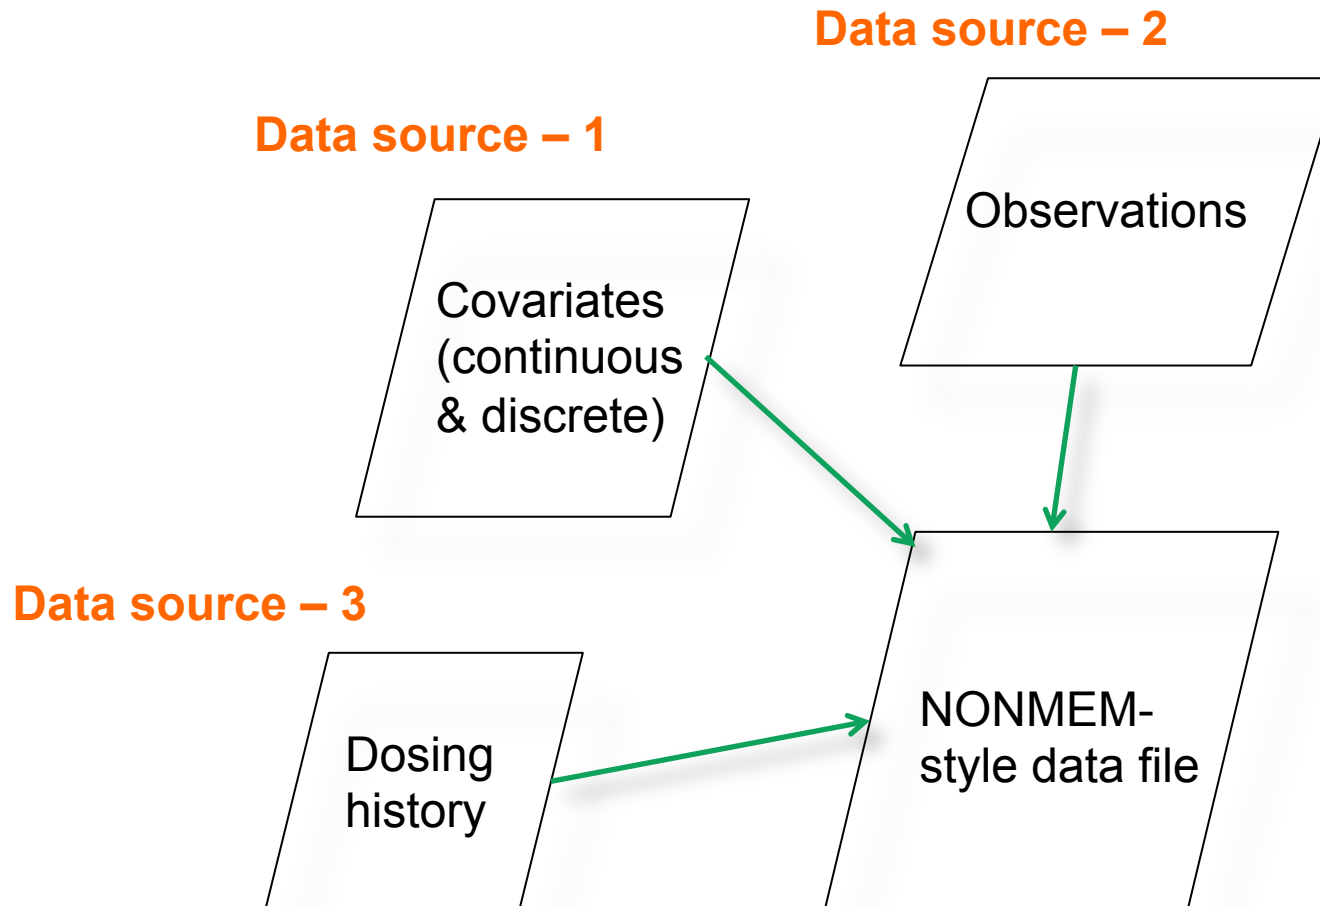 Data source – 2
Data source – 1
Observations
Covariates
(continuous
& discrete)
Data source – 3
NONMEM-
style data file
Dosing
history